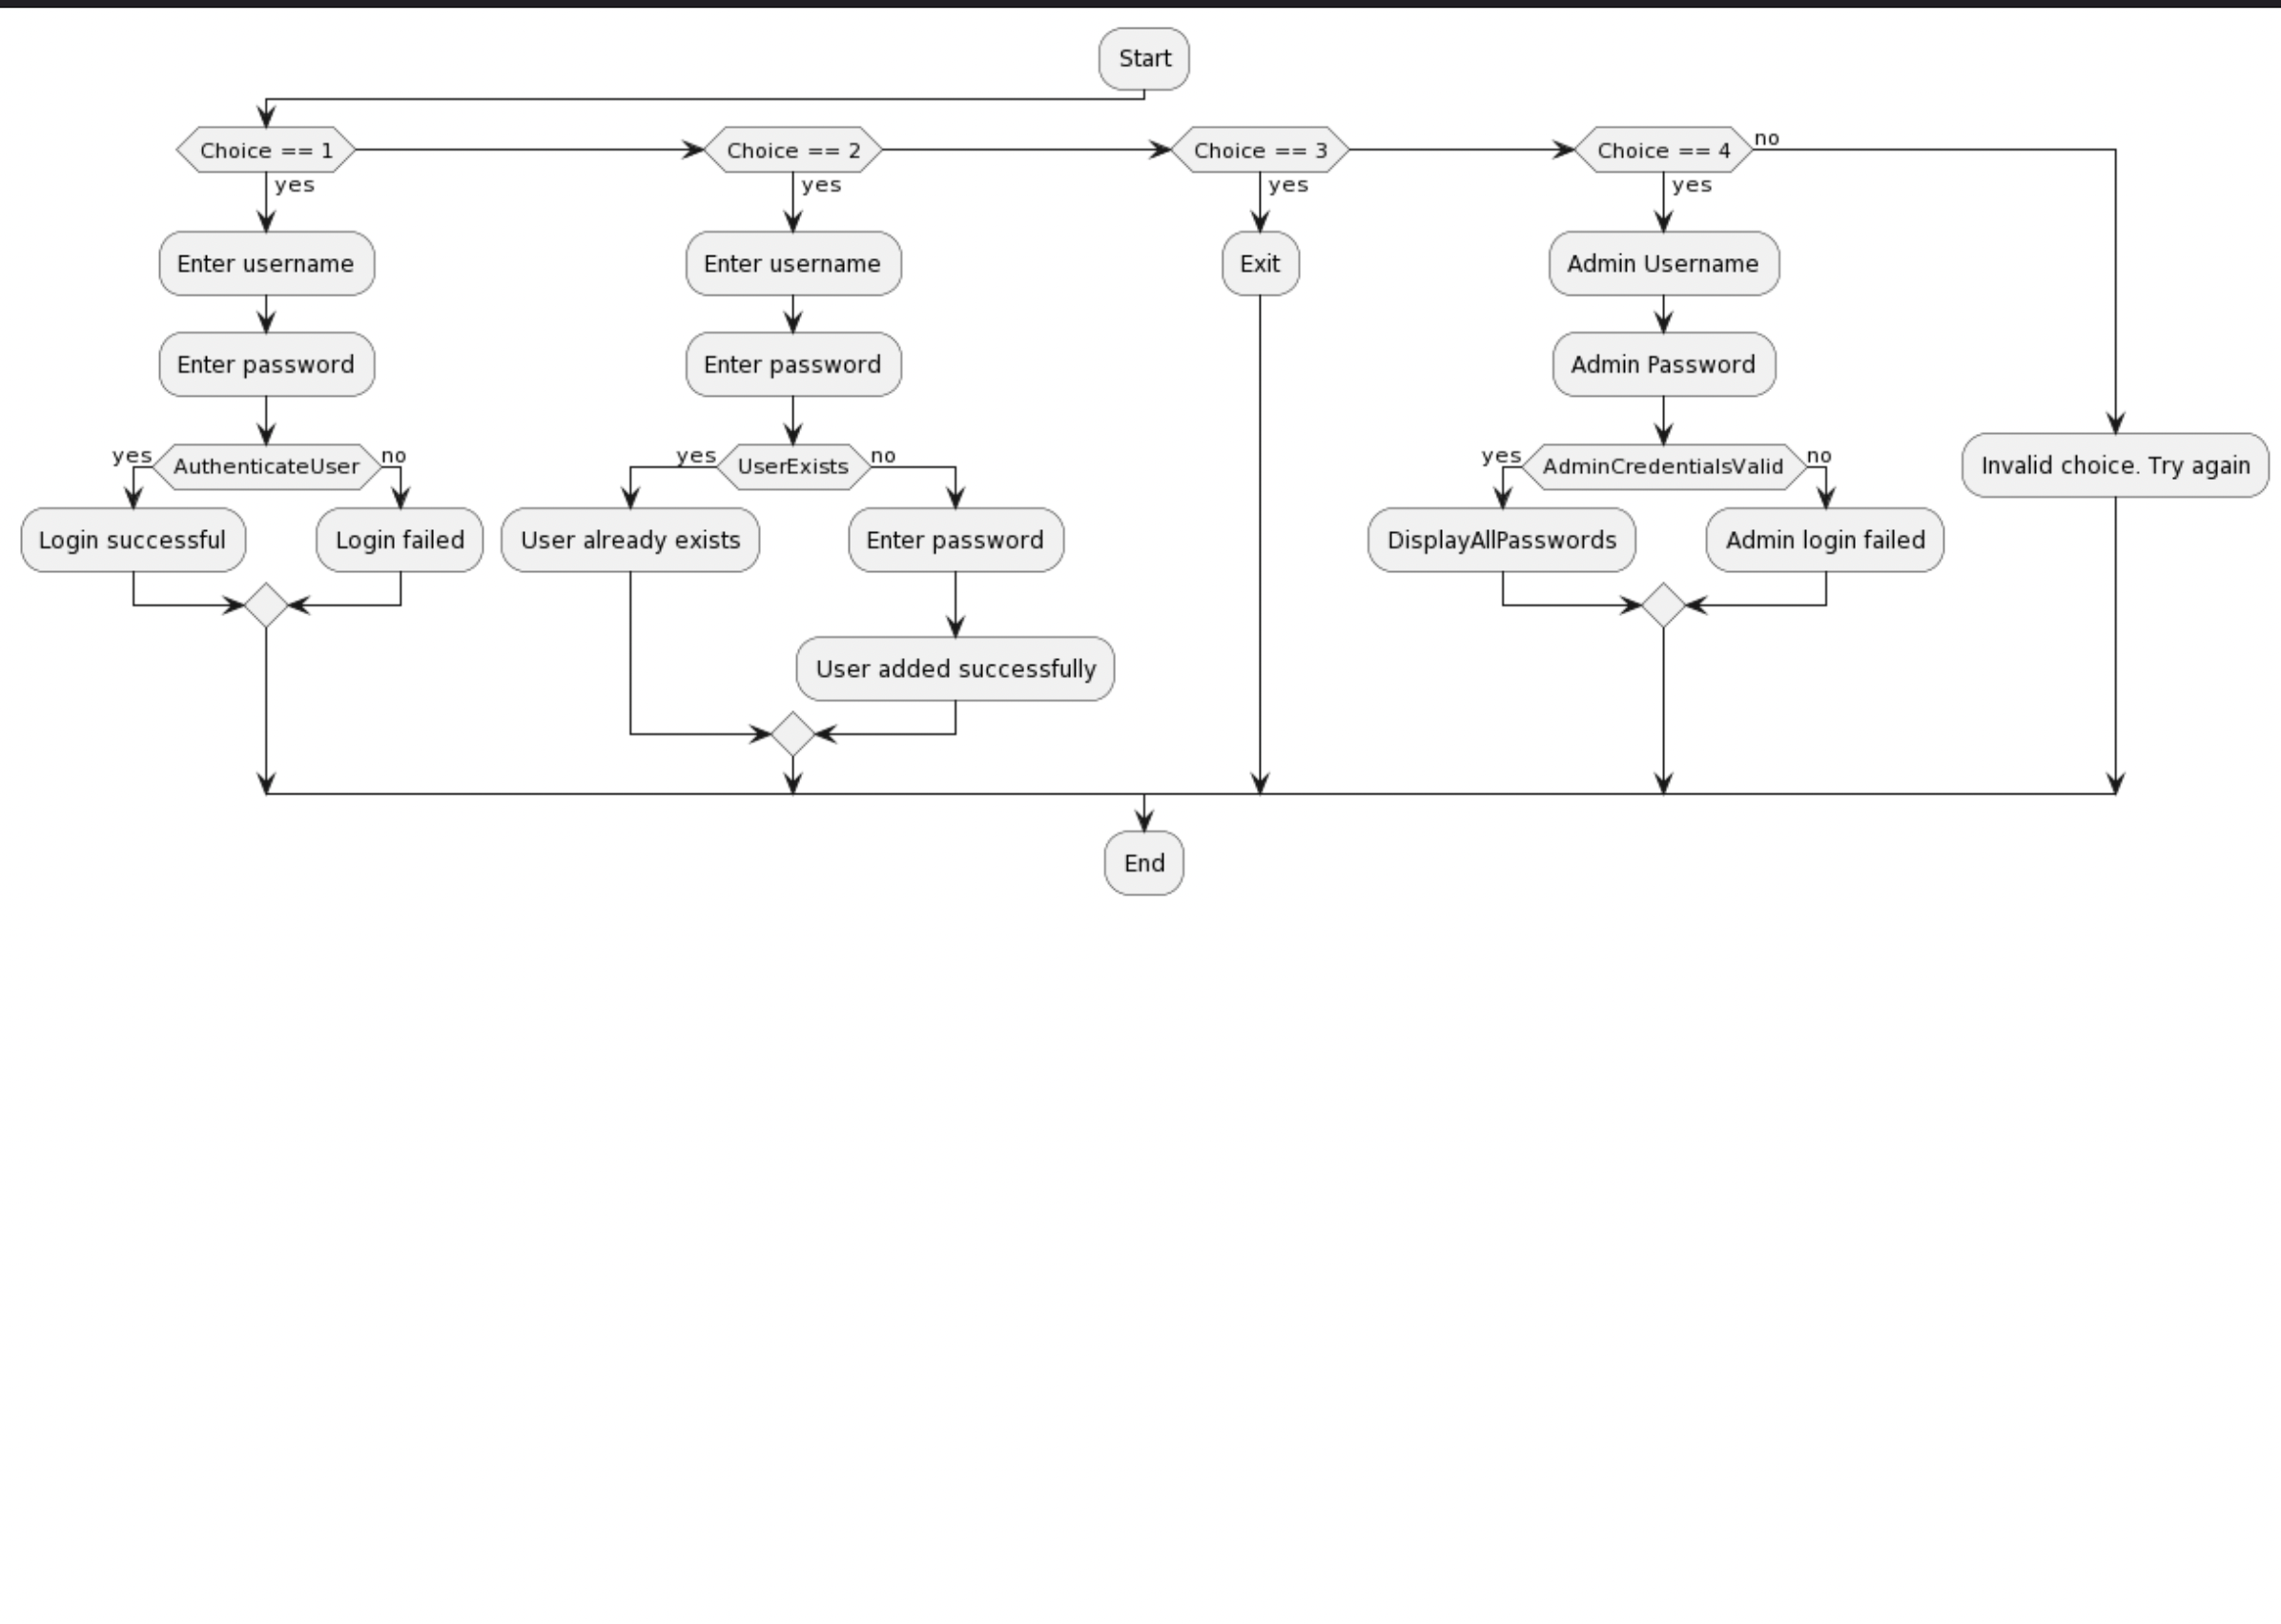 Start
Choice == 1
Choice == 2
Choice == 3
Choice == 4
no
yes
yes
yes
yes
Enter username
Enter username
Exit
Admin Username
Enter password
Enter password
Admin Password
yes
AuthenticateUser
no
yes
UserExists
no
yes
AdminCredentialsValid
no
Invalid choice. Try again
Login successful
Login failed
User already exists
Enter password
DisplayAllPasswords
Admin login failed
User added successfully
End